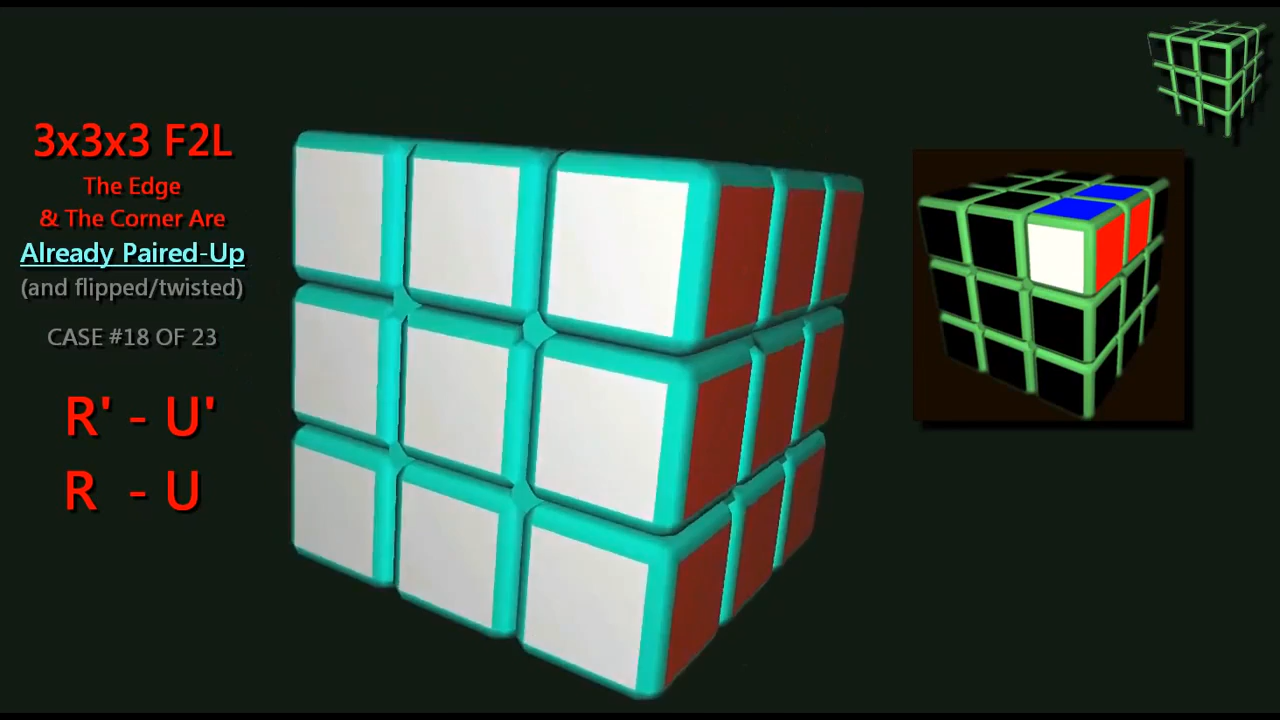 3x3x3 F2L
The Edge
& The Corner Are
Already Paired-Up
(and flipped/twisted)
CASE #18 OF 23
R' - U'
R - U